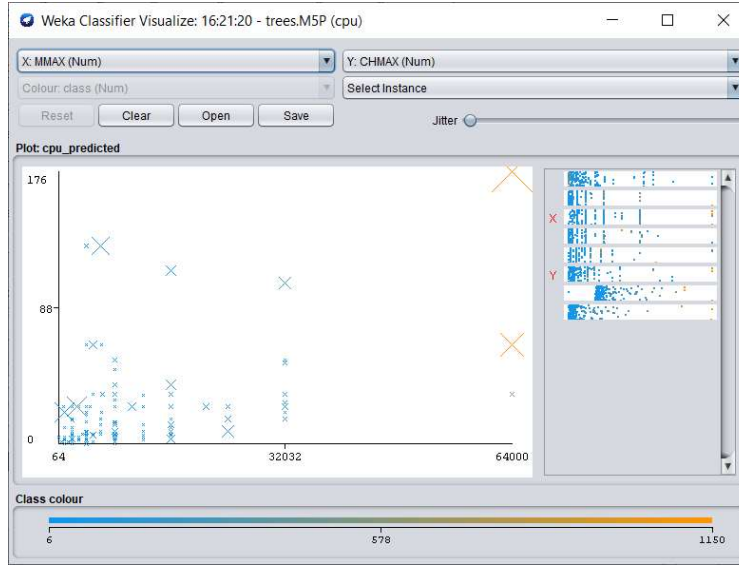 Weka Classifier Visualize: 16:21:20 - trees.M5P (cpu)
X: MMAX (Num) Y: CHMAX (Num)
Colour: class (Num) Select Instance
Reset Clear Open Save Jitter
Plot: cpu_predicted
176
88
0
64 32032 64000
X
Y
Class colour
6 578 1150